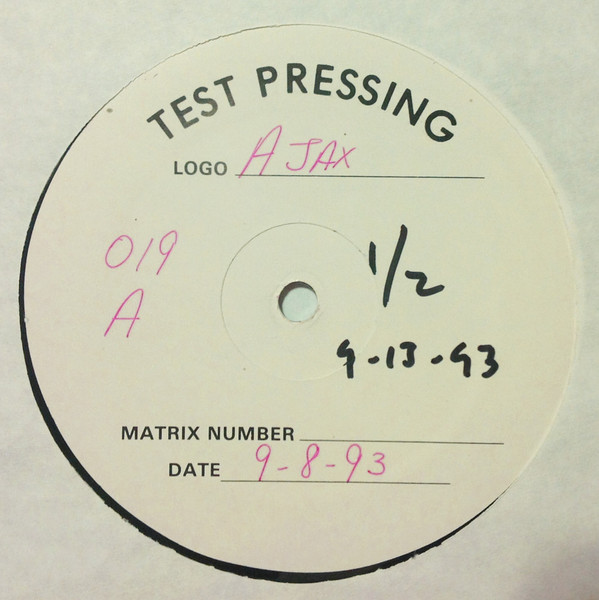 TEST PRESSING
LOGO AJAX
019
A
1/2
9-13-93
MATRIX NUMBER
DATE 9-8-93